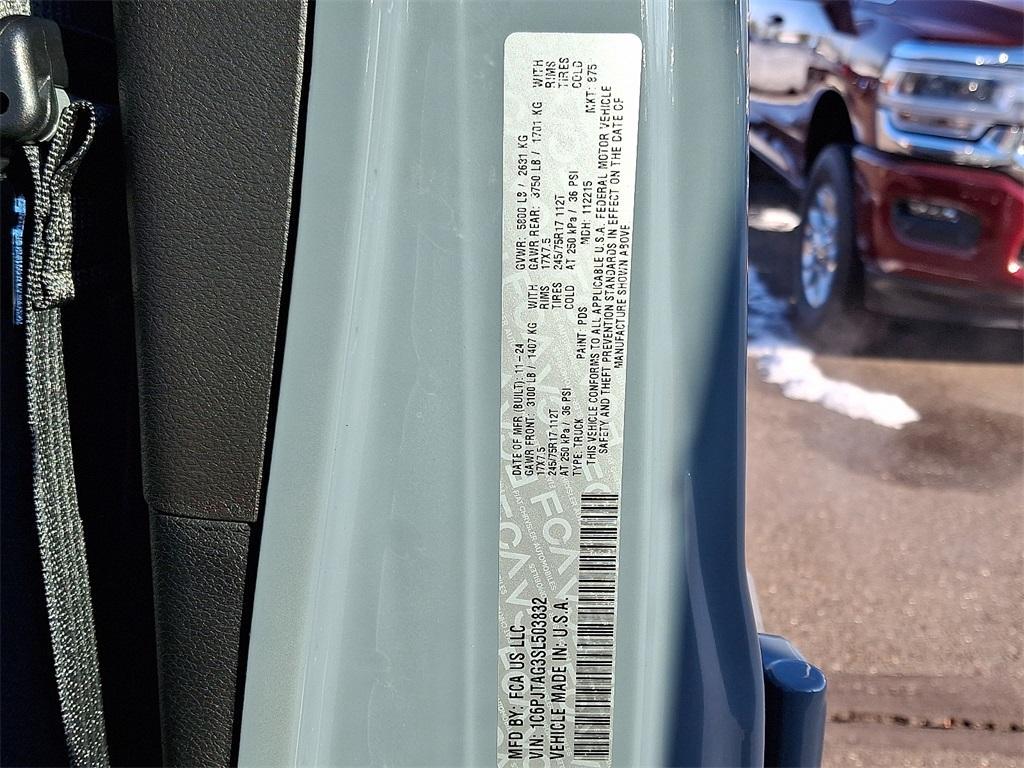 MFD BY: FCA US LLC
VIN: 1C6PJTAG3SL503832
VEHICLE MADE IN: U.S.A.
DATE OF MFR (BUILT): 11-24
GVWR: 5800 LB / 2631 KG
GAWR FRONT: 3100 LB / 1407 KG WITH
GAWR REAR: 3750 LB / 1701 KG WITH
17X7.5 RIMS
17X7.5 RIMS
245/75R17 112T TIRES
245/75R17 112T TIRES
AT 250 kPa / 36 PSI COLD
AT 250 kPa / 36 PSI COLD
TYPE: TRUCK PAINT: PDS MDH: 112215 MKT: 875
THIS VEHICLE CONFORMS TO ALL APPLICABLE U.S.A. FEDERAL MOTOR VEHICLE
SAFETY AND THEFT PREVENTION STANDARDS IN EFFECT ON THE DATE OF
MANUFACTURE SHOWN ABOVE